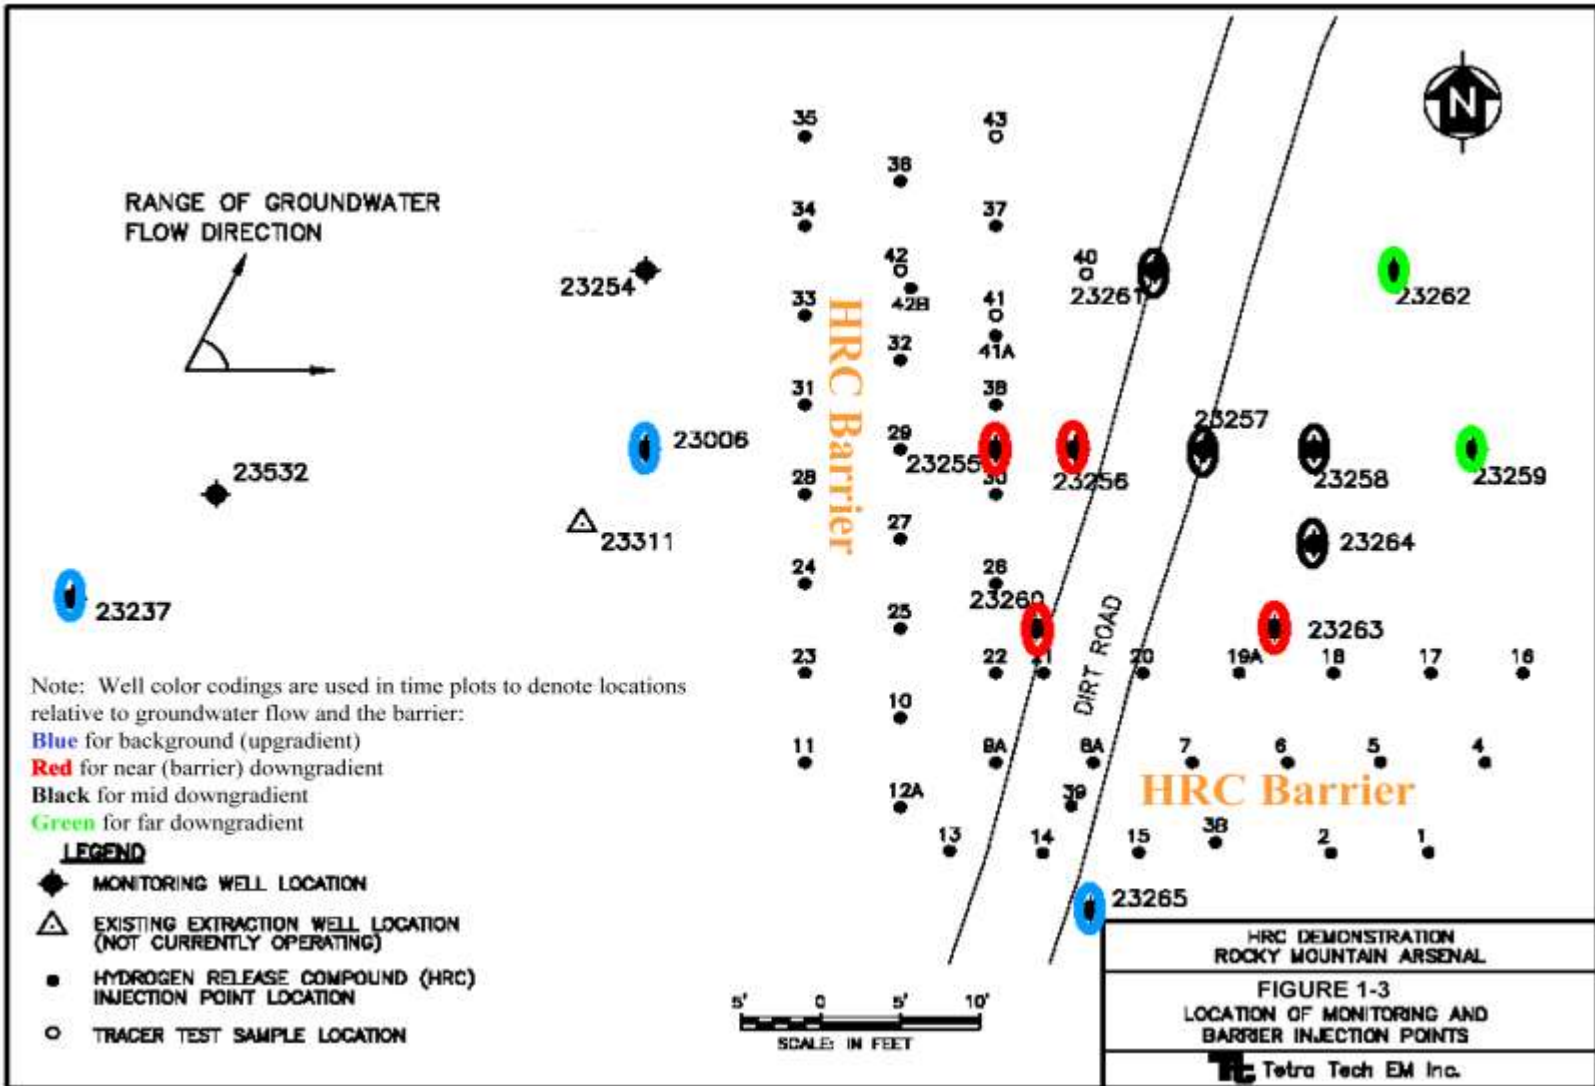 N
RANGE OF GROUNDWATER
FLOW DIRECTION
35
43
36
34
37
42
40
23254
23261
23262
42B
33
41
32
41A
31
38
23257
23006
29
23255
23256
23258
23259
23532
28
30
23311
27
23264
24
26
23237
23260
25
23263
HRC Barrier
DIRT ROAD
23
22
20
19A
18
17
16
Note: Well color codings are used in time plots to denote locations
relative to groundwater flow and the barrier:
Blue for background (upgradient)
Red for near (barrier) downgradient
Black for mid downgradient
Green for far downgradient
10
11
9A
8A
7
6
5
4
HRC Barrier
12A
39
13
14
15
3B
2
1
23265
LEGEND
MONITORING WELL LOCATION
EXISTING EXTRACTION WELL LOCATION
(NOT CURRENTLY OPERATING)
HYDROGEN RELEASE COMPOUND (HRC)
INJECTION POINT LOCATION
TRACER TEST SAMPLE LOCATION
5' 0 5' 10'
SCALE: IN FEET
HRC DEMONSTRATION
ROCKY MOUNTAIN ARSENAL
FIGURE 1-3
LOCATION OF MONITORING AND
BARRIER INJECTION POINTS
Tetra Tech EM Inc.